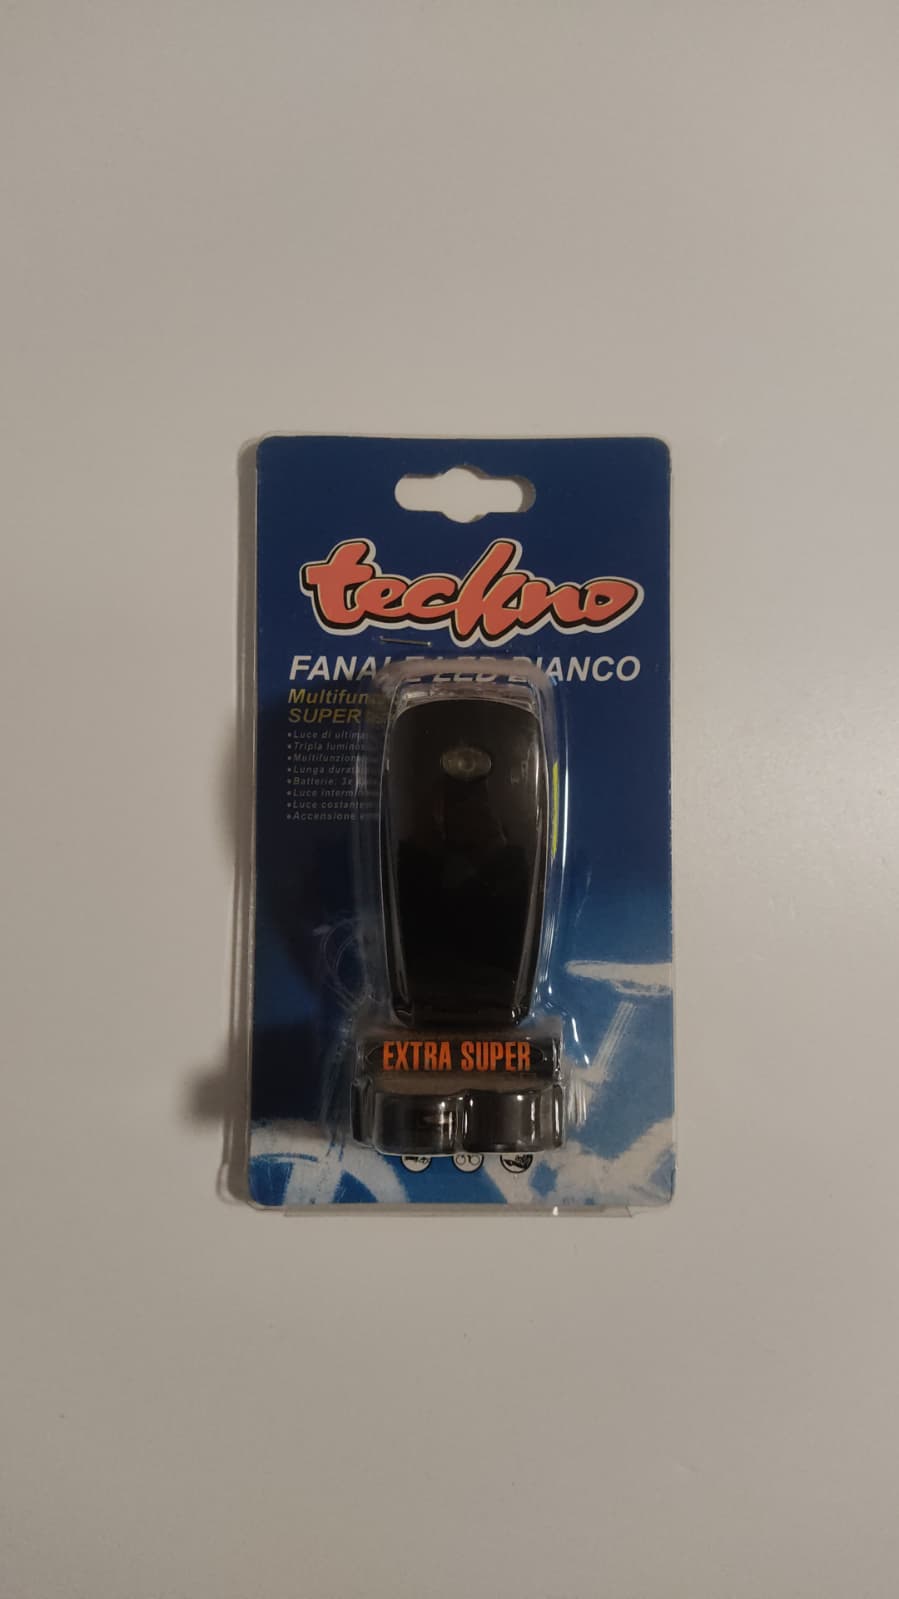 teckno
FANALE LED BIANCO
Multifun
SUPER
Luce di ultima
Tripla lumino
Multifunzion
Lunga durat
Batterie: 3x
Luce interm
Luce costante
Accensione
EXTRA SUPER